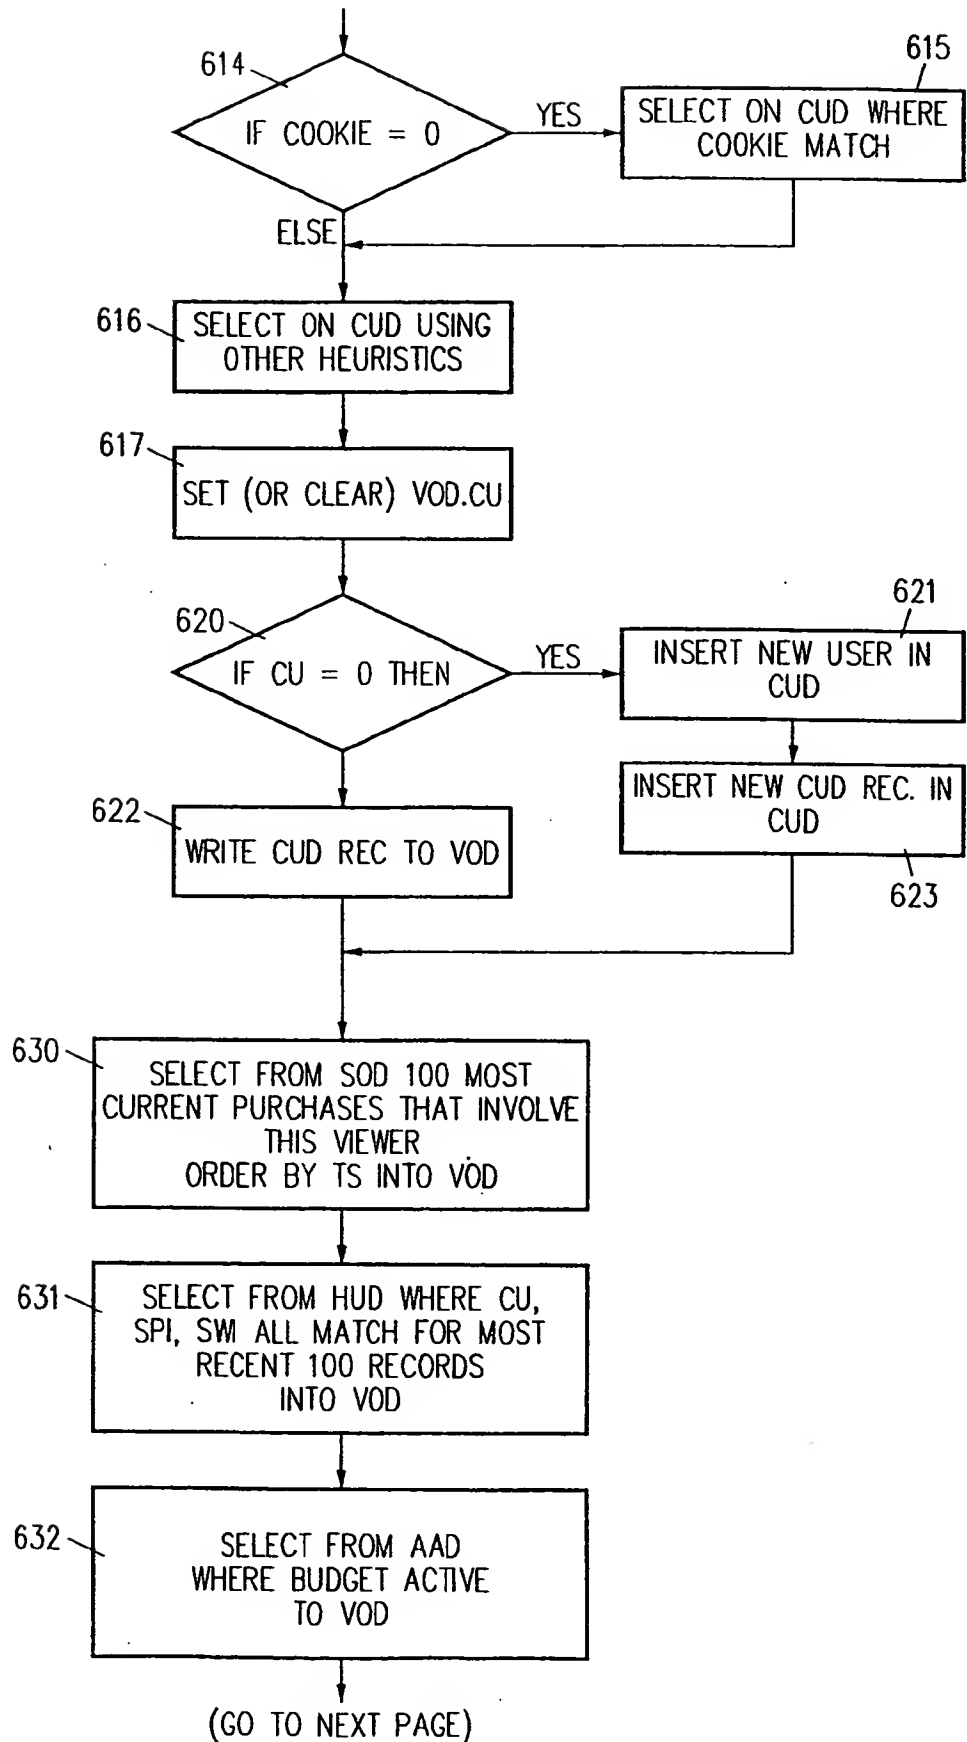 614
IF COOKIE = 0
YES
615
SELECT ON CUD WHERE
COOKIE MATCH
ELSE
616
SELECT ON CUD USING
OTHER HEURISTICS
617
SET (OR CLEAR) VOD.CU
620
IF CU = 0 THEN
YES
621
INSERT NEW USER IN
CUD
622
WRITE CUD REC TO VOD
INSERT NEW CUD REC. IN
CUD
623
630
SELECT FROM SOD 100 MOST
CURRENT PURCHASES THAT INVOLVE
THIS VIEWER
ORDER BY TS INTO VOD
631
SELECT FROM HUD WHERE CU,
SPI, SWI ALL MATCH FOR MOST
RECENT 100 RECORDS
INTO VOD
632
SELECT FROM AAD
WHERE BUDGET ACTIVE
TO VOD
(GO TO NEXT PAGE)